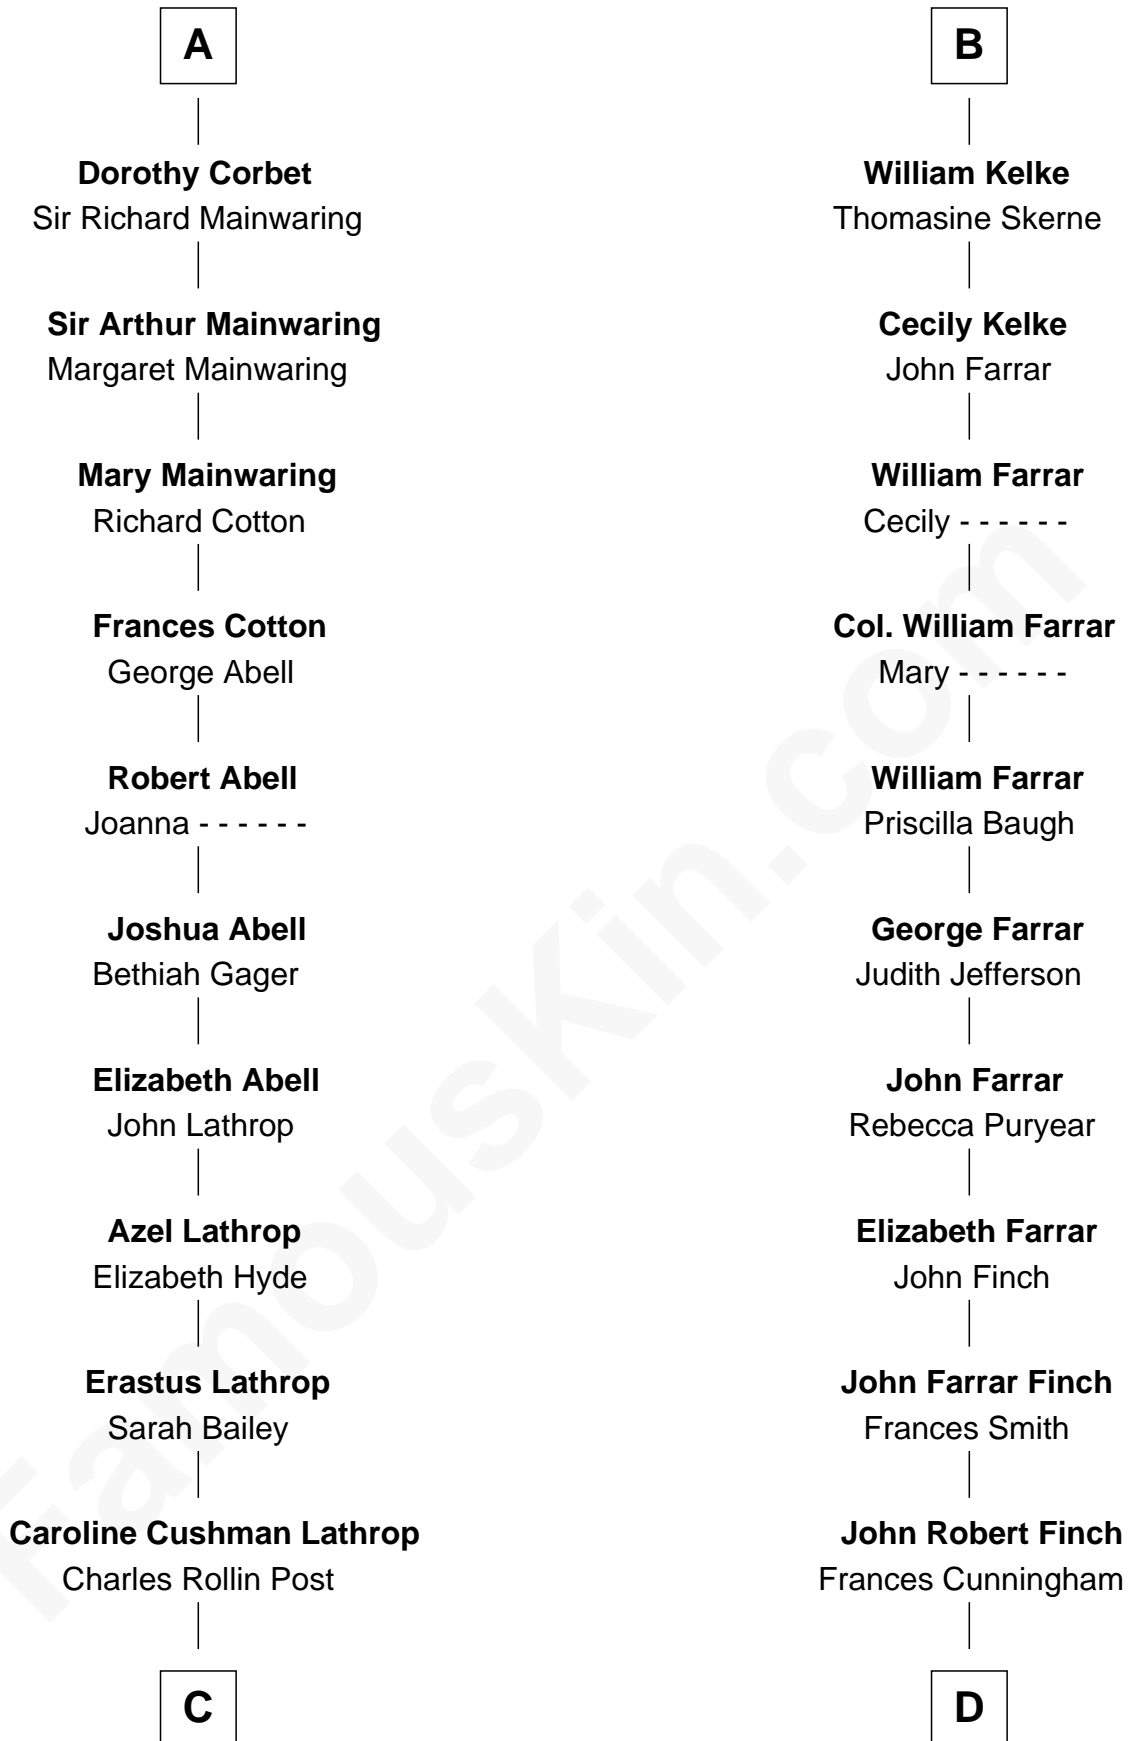 A
Dorothy Corbet
Sir Richard Mainwaring
Sir Arthur Mainwaring
Margaret Mainwaring
Mary Mainwaring
Richard Cotton
Frances Cotton
George Abell
Robert Abell
Joanna - - - - - -
Joshua Abell
Bethiah Gager
Elizabeth Abell
John Lathrop
Azel Lathrop
Elizabeth Hyde
Erastus Lathrop
Sarah Bailey
Caroline Cushman Lathrop
Charles Rollin Post
C
B
William Kelke
Thomasine Skerne
Cecily Kelke
John Farrar
William Farrar
Cecily - - - - - -
Col. William Farrar
Mary - - - - - -
William Farrar
Priscilla Baugh
George Farrar
Judith Jefferson
John Farrar
Rebecca Puryear
Elizabeth Farrar
John Finch
John Farrar Finch
Frances Smith
John Robert Finch
Frances Cunningham
D
FamousKin.com